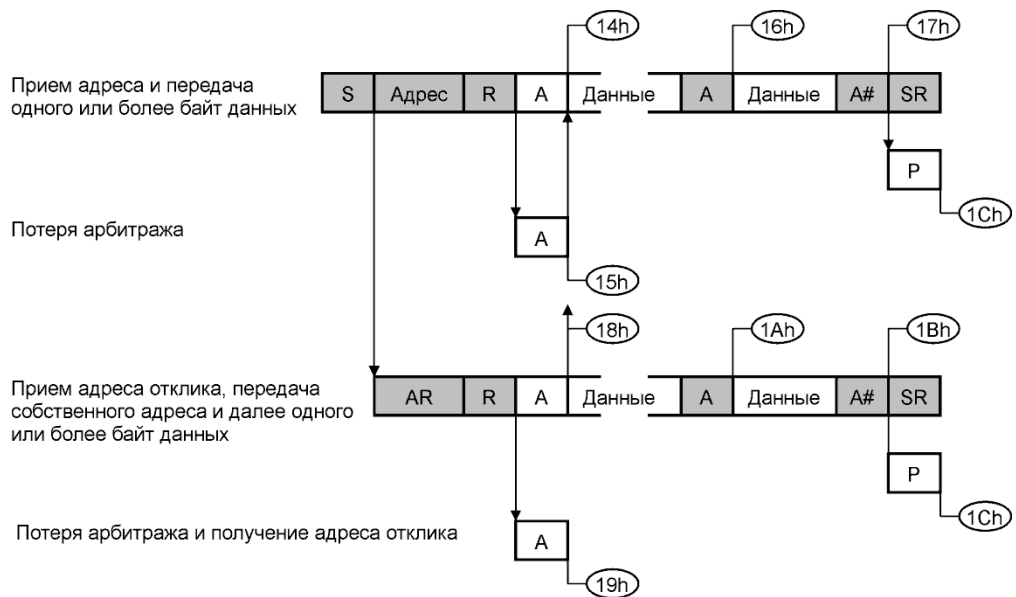 14h 16h 17h
Прием адреса и передача
одного или более байт данных
S Адрес R A Данные A Данные A# SR
P
1Ch
Потеря арбитража
A
15h
18h 1Ah 1Bh
Прием адреса отклика, передача
собственного адреса и далее одного
или более байт данных
AR R A Данные A Данные A# SR
P
1Ch
Потеря арбитража и получение адреса отклика
A
19h